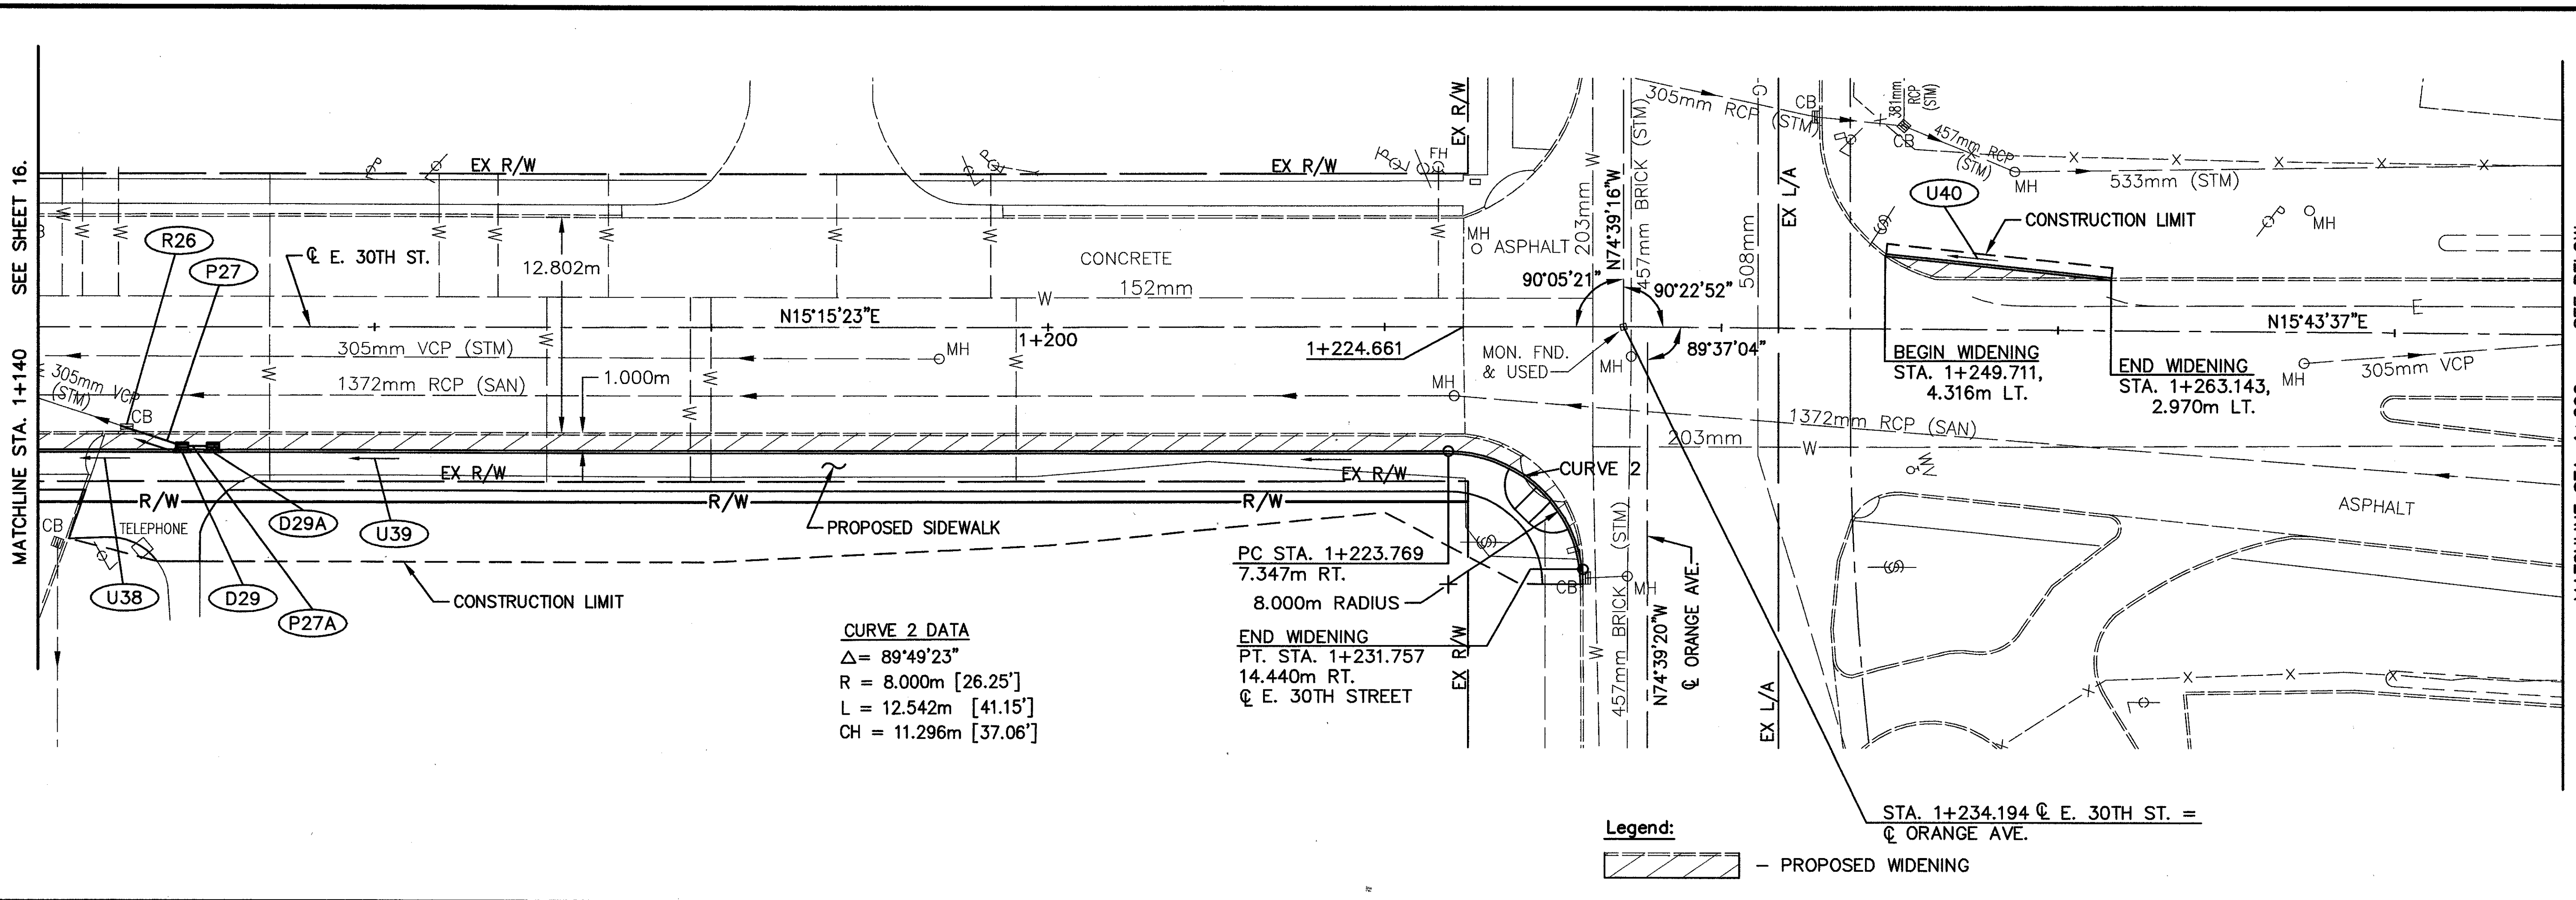 MATCHLINE STA. 1+140 SEE SHEET 16.
EX R/W
EX R/W
EX R/W
FH
R26
P27
℄ E. 30TH ST.
12.802m
CONCRETE
152mm
W
N15°15'23"E
1+200
305mm VCP (STM)
MH
1372mm RCP (SAN)
1.000m
305mm VCP
(STM)
CB
EX R/W
EX R/W
R/W
R/W
R/W
CB
TELEPHONE
D29A
U39
U38
D29
P27A
PROPOSED SIDEWALK
CONSTRUCTION LIMIT
CURVE 2 DATA
△= 89°49'23"
R = 8.000m [26.25']
L = 12.542m [41.15']
CH = 11.296m [37.06']
MH
ASPHALT
203mm
W
N74°39'16"W
457mm BRICK (STM)
305mm RCP (STM)
90°05'21"
90°22'52"
89°37'04"
1+224.661
MON. FND.
& USED
MH
MH
CURVE 2
PC STA. 1+223.769
7.347m RT.
8.000m RADIUS
END WIDENING
PT. STA. 1+231.757
14.440m RT.
℄ E. 30TH STREET
EX R/W
CB
MH
W
457mm BRICK (STM)
N74°39'20"W
℄ ORANGE AVE.
G
508mm
EX L/A
EX L/A
CB
381mm
RCP
(STM)
CB
457mm RCP
(STM)
MH
533mm (STM)
U40
CONSTRUCTION LIMIT
MH
E
N15°43'37"E
BEGIN WIDENING
STA. 1+249.711,
4.316m LT.
END WIDENING
STA. 1+263.143,
2.970m LT.
MH
305mm VCP
1372mm RCP (SAN)
203mm
W
ASPHALT
STA. 1+234.194 ℄ E. 30TH ST. =
℄ ORANGE AVE.
Legend:
– PROPOSED WIDENING